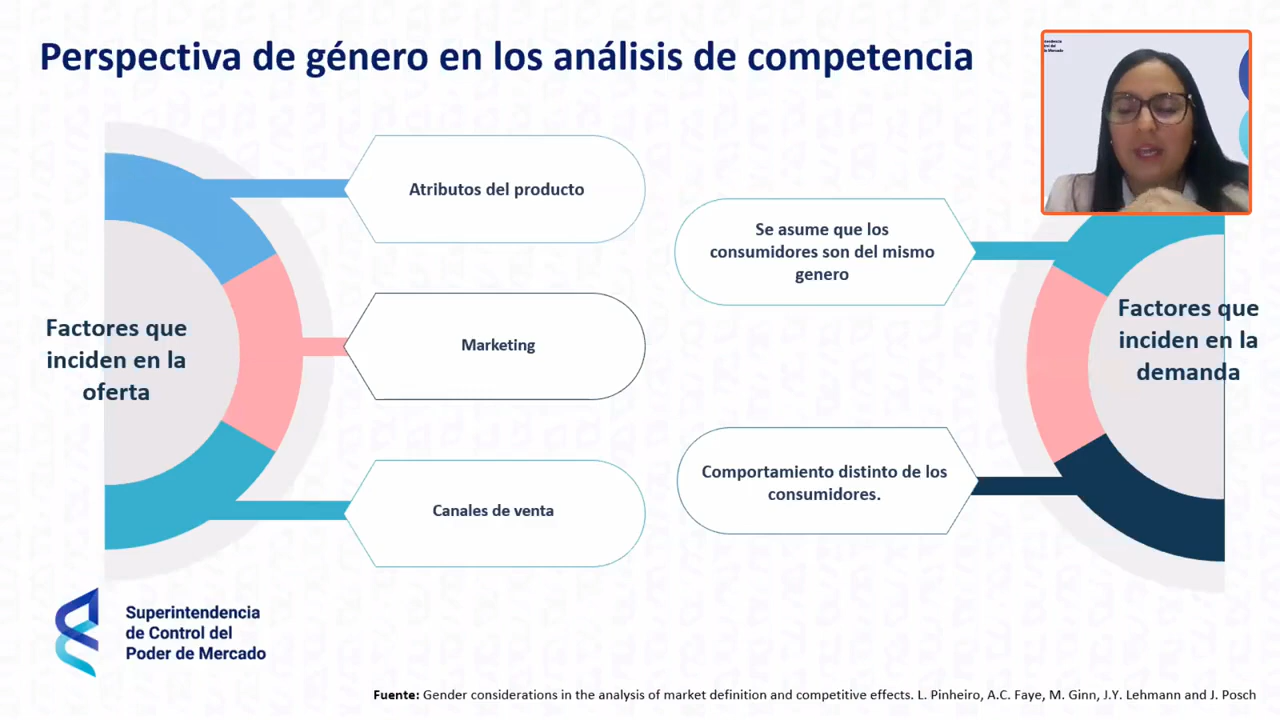 Perspectiva de género en los análisis de competencia
Factores que
inciden en la
oferta
Atributos del producto
Marketing
Canales de venta
Se asume que los
consumidores son del mismo
genero
Comportamiento distinto de los
consumidores.
Factores que
inciden en la
demanda
Superintendencia
de Control del
Poder de Mercado
Fuente: Gender considerations in the analysis of market definition and competitive effects. L. Pinheiro, A.C. Faye, M. Ginn, J.Y. Lehmann and J. Posch